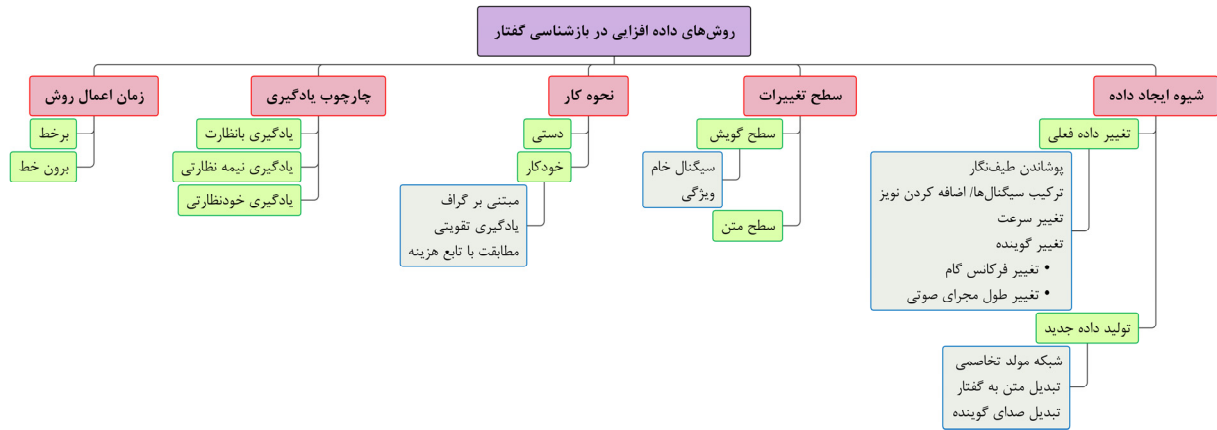 روش‌های داده افزایی در بازشناسی گفتار
شیوه ایجاد داده
تغییر داده فعلی
پوشاندن طیف‌نگار
ترکیب سیگنال‌ها/ اضافه کردن نویز
تغییر سرعت
تغییر گوینده
• تغییر فرکانس گام
• تغییر طول مجرای صوتی
تولید داده جدید
شبکه مولد تخاصمی
تبدیل متن به گفتار
تبدیل صدای گوینده
سطح تغییرات
سطح گویش
سیگنال خام
ویژگی
سطح متن
نحوه کار
دستی
خودکار
مبتنی بر گراف
یادگیری تقویتی
مطابقت با تابع هزینه
چارچوب یادگیری
یادگیری بانظارت
یادگیری نیمه نظارتی
یادگیری خودنظارتی
زمان اعمال روش
برخط
برون خط